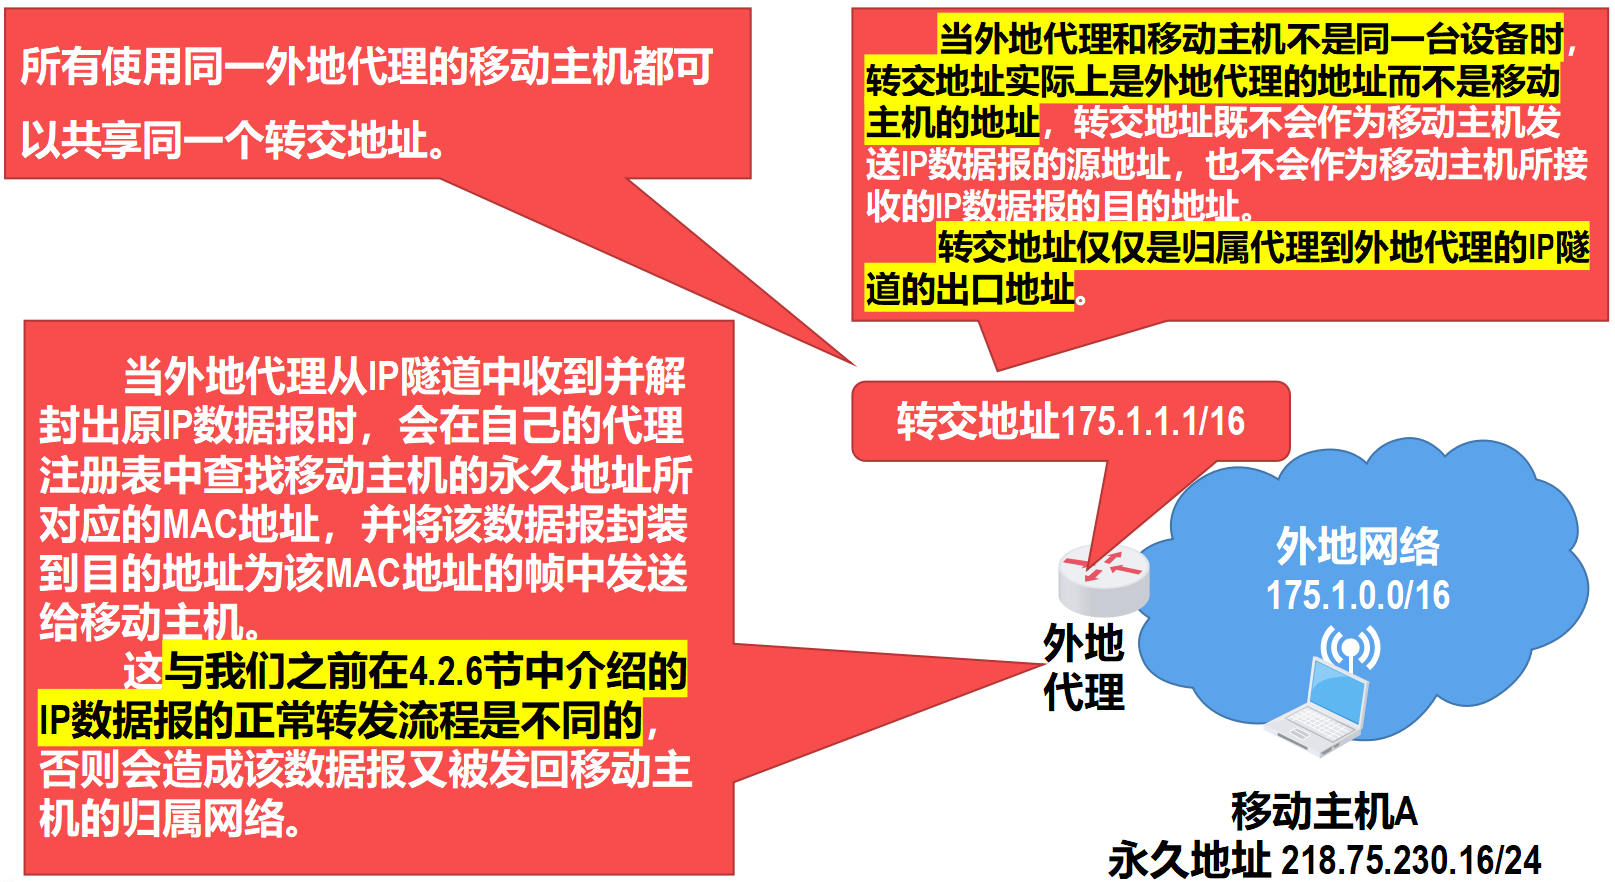 所有使用同一外地代理的移动主机都可
以共享同一个转交地址。
当外地代理和移动主机不是同一台设备时，
转交地址实际上是外地代理的地址而不是移动
主机的地址，转交地址既不会作为移动主机发
送IP数据报的源地址，也不会作为移动主机所接
收的IP数据报的目的地址。
转交地址仅仅是归属代理到外地代理的IP隧
道的出口地址。
当外地代理从IP隧道中收到并解
封出原IP数据报时，会在自己的代理
注册表中查找移动主机的永久地址所
对应的MAC地址，并将该数据报封装
到目的地址为该MAC地址的帧中发送
给移动主机。
这与我们之前在4.2.6节中介绍的
IP数据报的正常转发流程是不同的，
否则会造成该数据报又被发回移动主
机的归属网络。
转交地址175.1.1.1/16
外地网络
175.1.0.0/16
外地
代理
移动主机A
永久地址 218.75.230.16/24